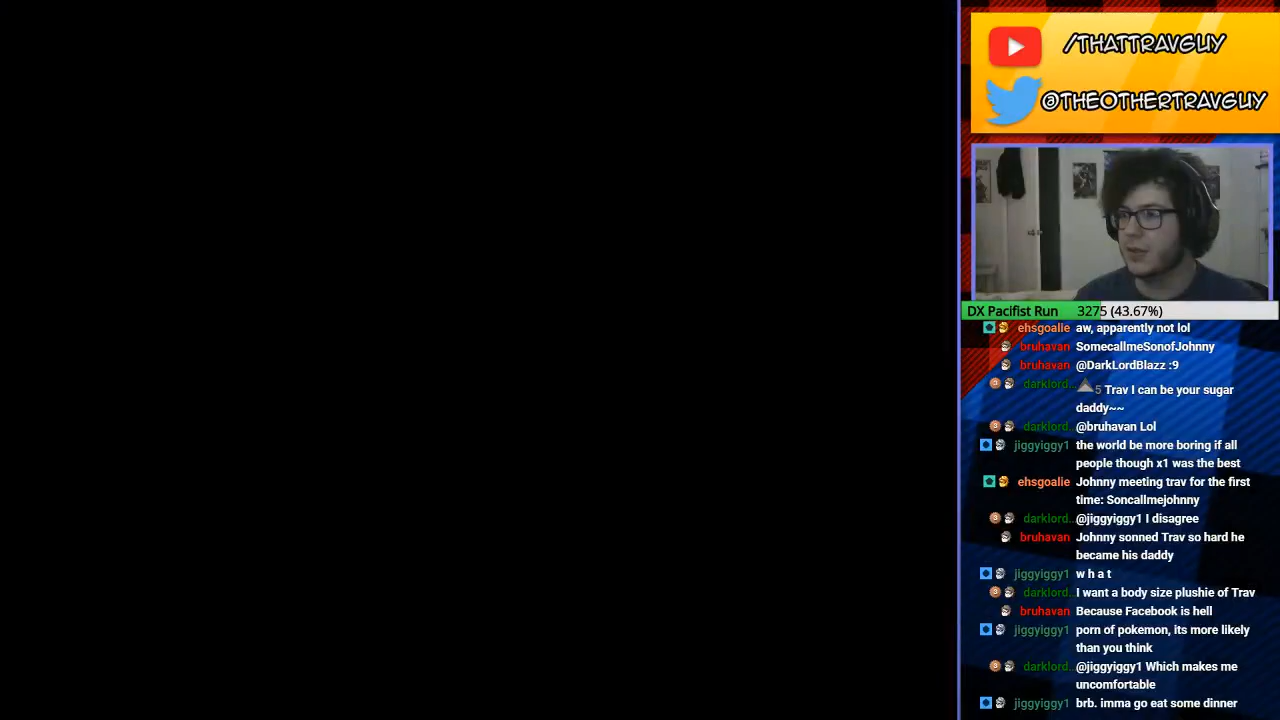 /THATTRAVGUY
@THEOTHERTRAVGUY
DX Pacifist Run 3275 (43.67%)
ehsgoalie aw, apparently not lol
bruhavan SomecallmeSonofJohnny
bruhavan @DarkLordBlazz :9
darklord... 5 Trav I can be your sugar
daddy~~
darklord... @bruhavan Lol
jiggyiggy1 the world be more boring if all
people though x1 was the best
ehsgoalie Johnny meeting trav for the first
time: Soncallmejohnny
darklord... @jiggyiggy1 I disagree
bruhavan Johnny sonned Trav so hard he
became his daddy
jiggyiggy1 w h a t
darklord... I want a body size plushie of Trav
bruhavan Because Facebook is hell
jiggyiggy1 porn of pokemon, its more likely
than you think
darklord... @jiggyiggy1 Which makes me
uncomfortable
jiggyiggy1 brb. imma go eat some dinner